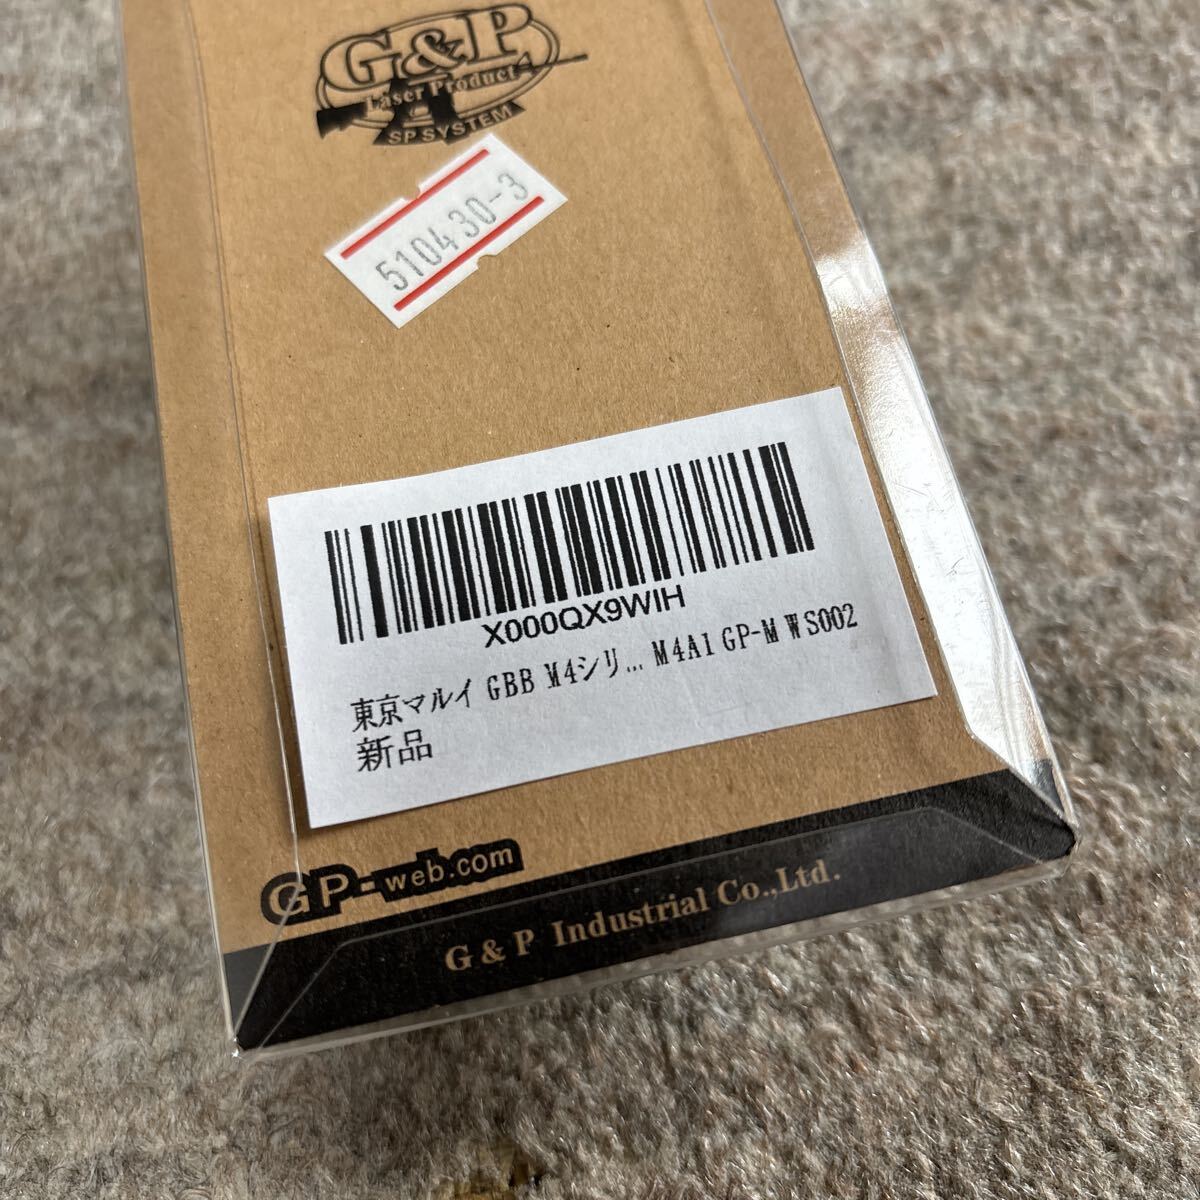 G&P
Laser Product
SP-SYSTEM
510430-3
X000QX9WIH
東京マルイ GBB M4シリ... M4A1 GP-MWS002
新品
GP-web.com
G & P Industrial Co.,Ltd.